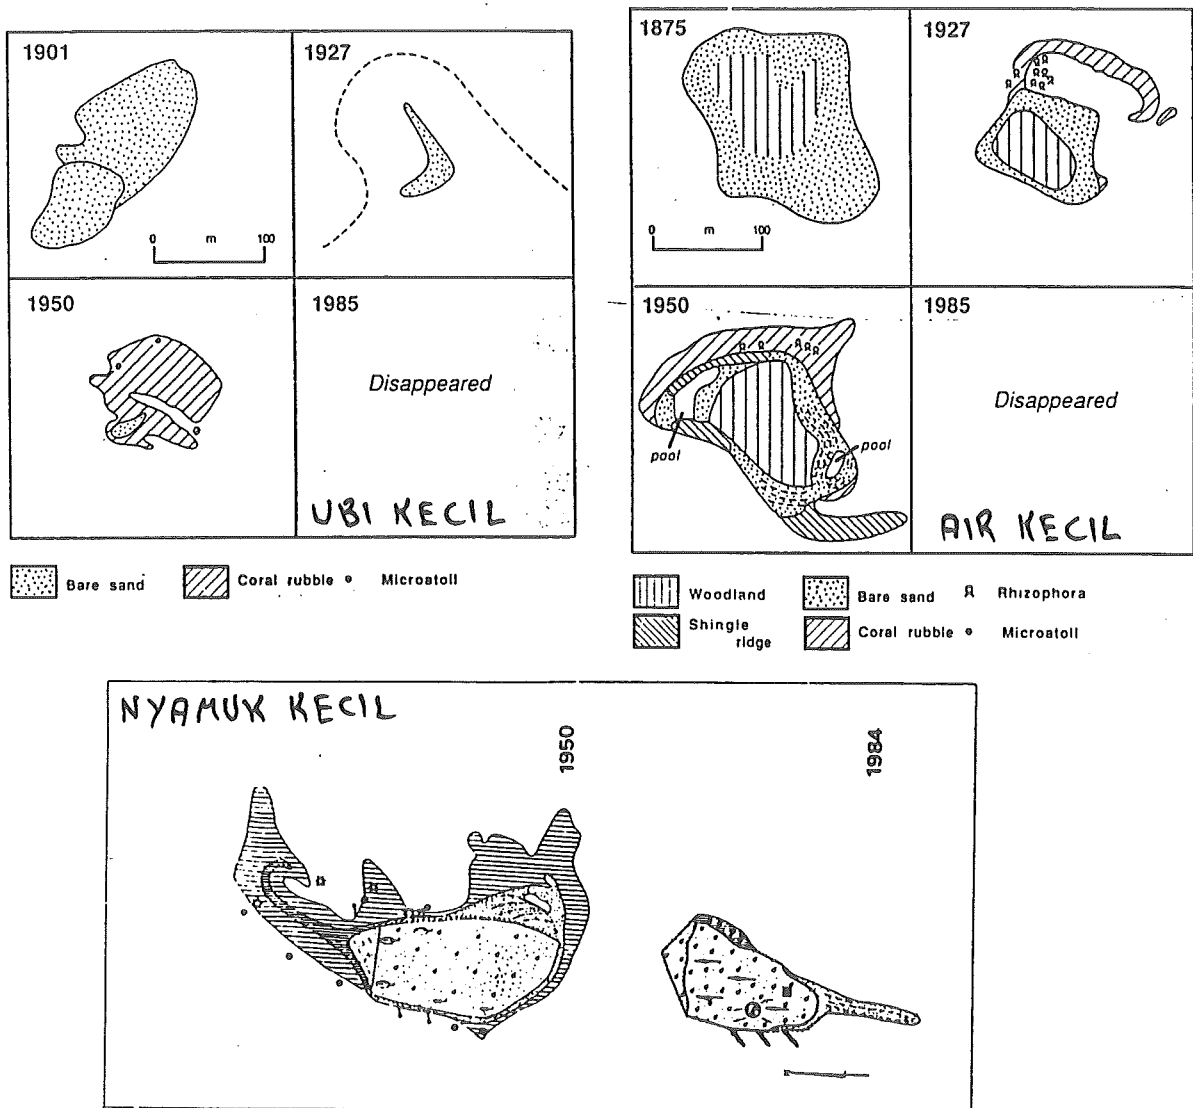 1901
1927
0 m 100
1950
1985
Disappeared
UBI KECIL
Bare sand
Coral rubble
Microatoll
1875
1927
0 m 100
1950
pool
pool
1985
Disappeared
AIR KECIL
Woodland
Bare sand
Rhizophora
Shingle
ridge
Coral rubble
Microatoll
NYAMUK KECIL
1950
1984